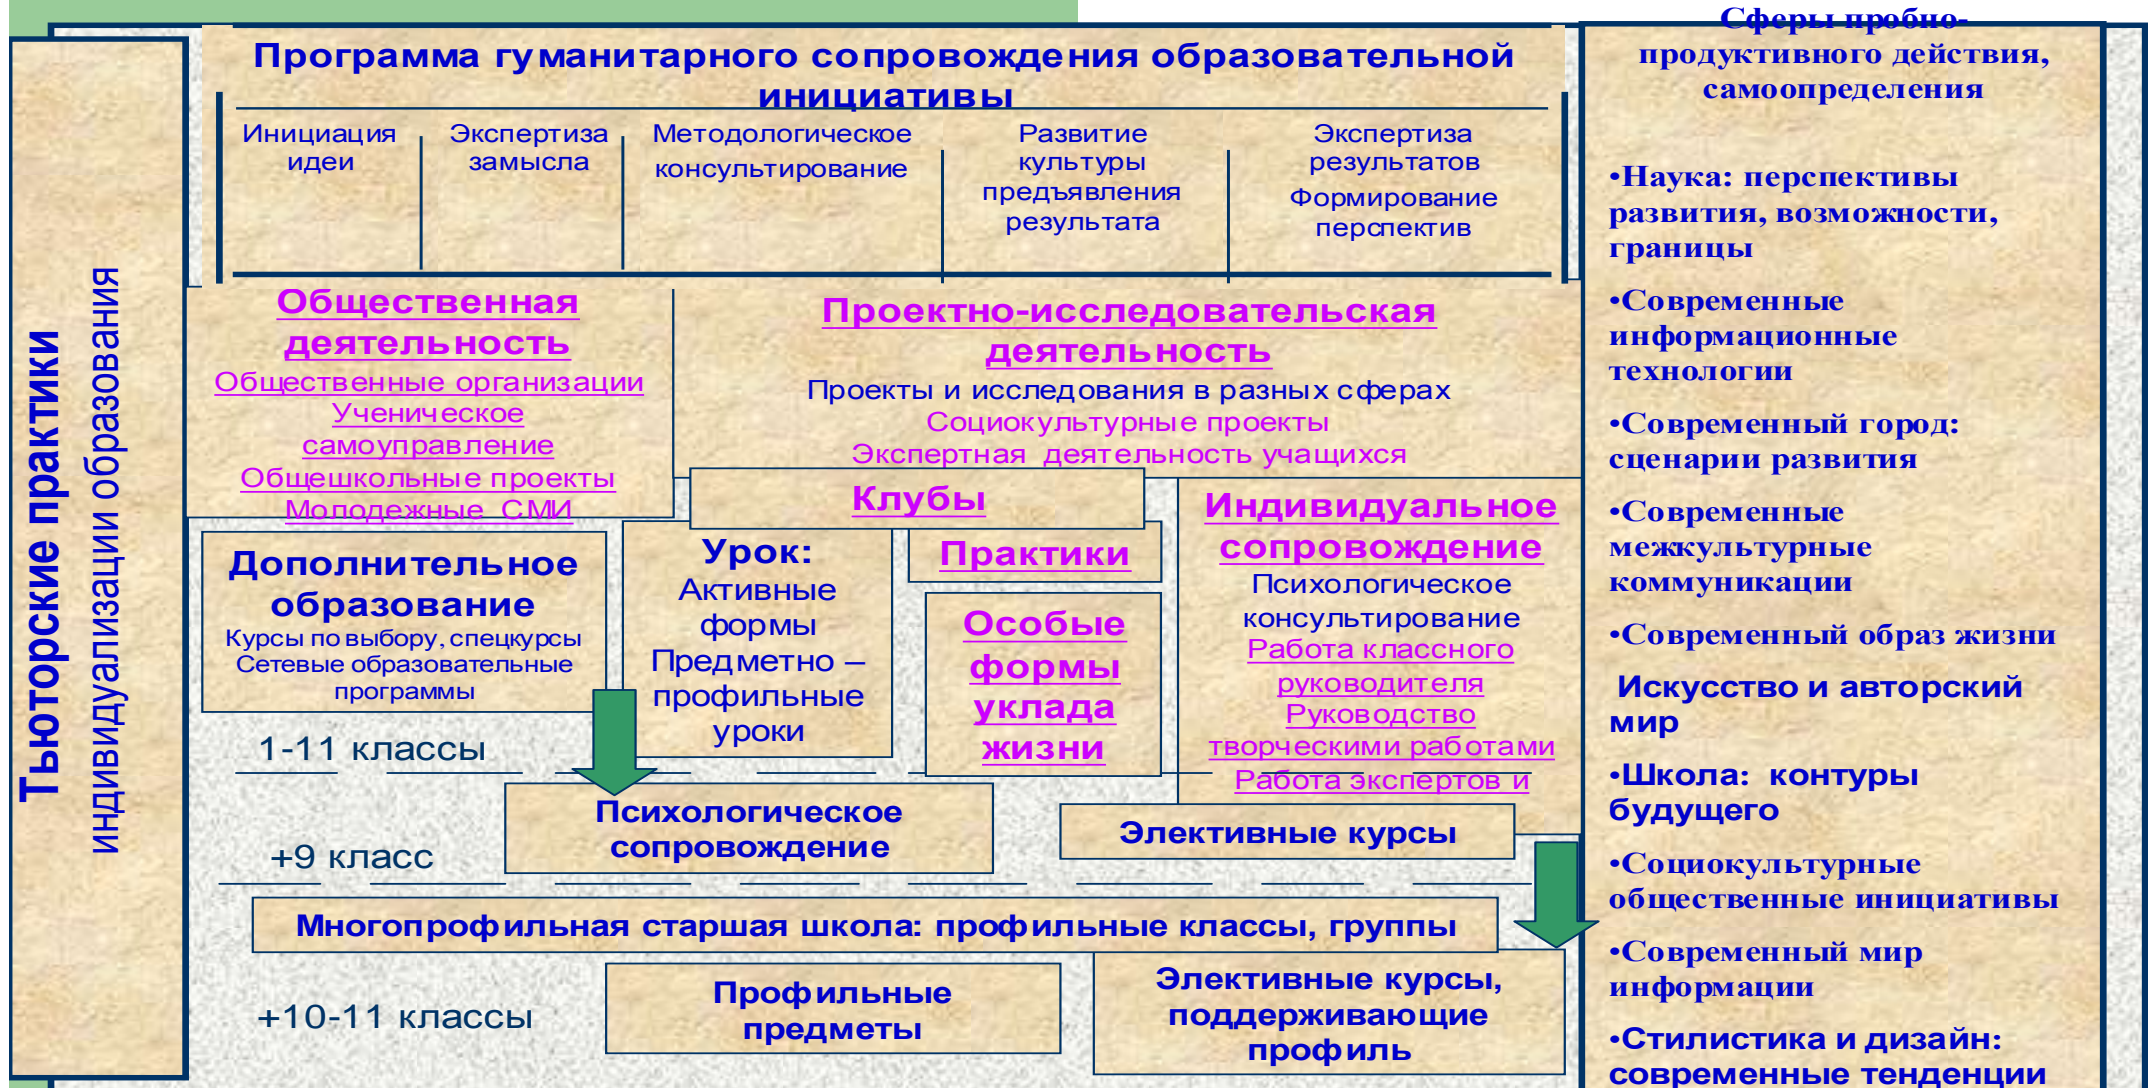 Тьюторские практики
индивидуализации образования
Программа гуманитарного сопровождения образовательной
инициативы
Инициация
идеи
Экспертиза
замысла
Методологическое
консультирование
Развитие
культуры
предъявления
результата
Экспертиза
результатов
Формирование
перспектив
Общественная
деятельность
Общественные организации
Ученическое
самоуправление
Общешкольные проекты
Молодежные СМИ
Проектно-исследовательская
деятельность
Проекты и исследования в разных сферах
Социокультурные проекты
Экспертная деятельность учащихся
Клубы
Дополнительное
образование
Курсы по выбору, спецкурсы
Сетевые образовательные
программы
Урок:
Активные
формы
Предметно –
профильные
уроки
Практики
Особые
формы
уклада
жизни
Индивидуальное
сопровождение
Психологическое
консультирование
Работа классного
руководителя
Руководство
творческими работами
Работа экспертов и
1-11 классы
Психологическое
сопровождение
Элективные курсы
+9 класс
Многопрофильная старшая школа: профильные классы, группы
+10-11 классы
Профильные
предметы
Элективные курсы,
поддерживающие
профиль
Сферы пробно-
продуктивного действия,
самоопределения
•Наука: перспективы
развития, возможности,
границы
•Современные
информационные
технологии
•Современный город:
сценарии развития
•Современные
межкультурные
коммуникации
•Современный образ жизни
Искусство и авторский
мир
•Школа: контуры
будущего
•Социокультурные
общественные инициативы
•Современный мир
информации
•Стилистика и дизайн:
современные тенденции